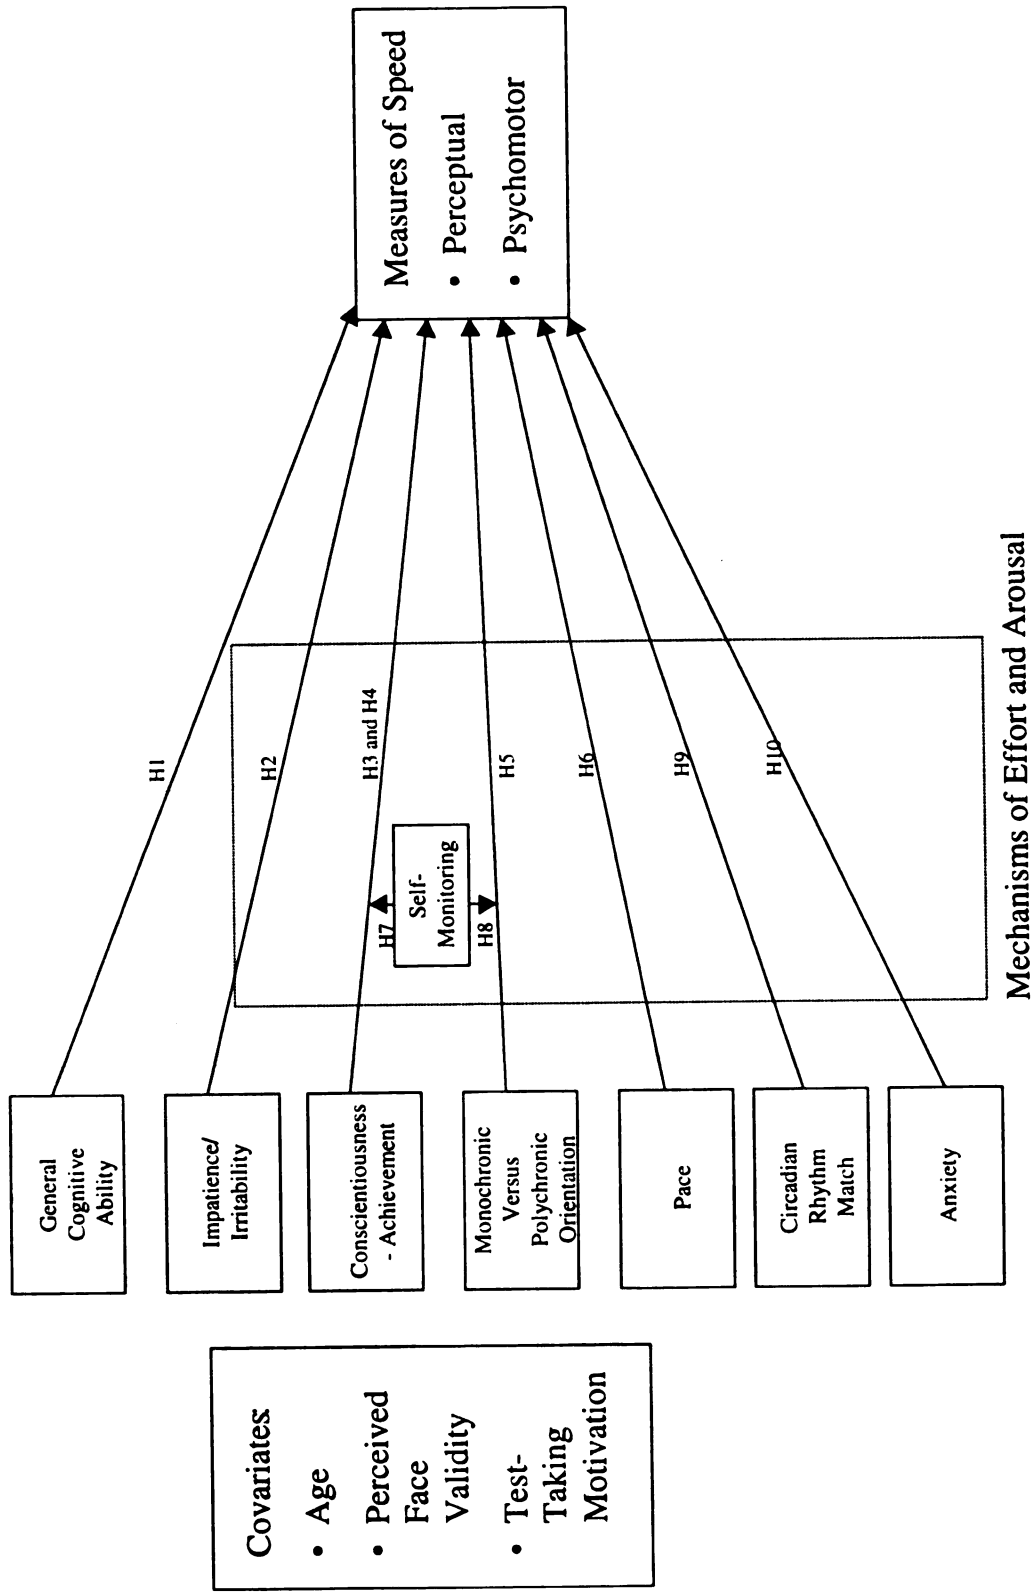 Covariates:
• Age
• Perceived
Face
Validity
• Test-
Taking
Motivation
General
Cognitive
Ability
Impatience/
Irritability
Conscientiousness
- Achievement
Monochronic
Versus
Polychronic
Orientation
Pace
Circadian
Rhythm
Match
Anxiety
H1
H2
H3 and H4
H7
Self-
Monitoring
H8
H5
H6
H9
H10
Mechanisms of Effort and Arousal
Measures of Speed
• Perceptual
• Psychomotor